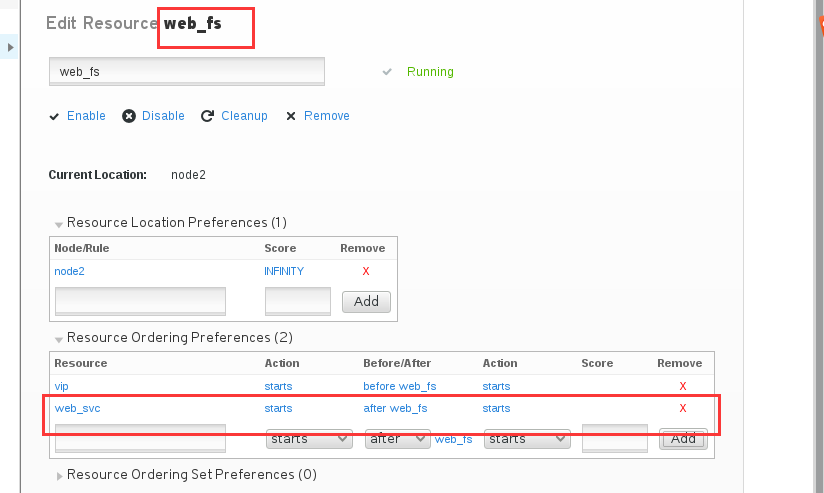 Edit Resource web_fs
web_fs Running
Enable Disable Cleanup Remove
Current Location: node2
Resource Location Preferences (1)
Node/Rule Score Remove
node2 INFINITY X
Add
Resource Ordering Preferences (2)
Resource Action Before/After Action Score Remove
vip starts before web_fs starts X
web_svc starts after web_fs starts X
starts after web_fs starts Add
Resource Ordering Set Preferences (0)